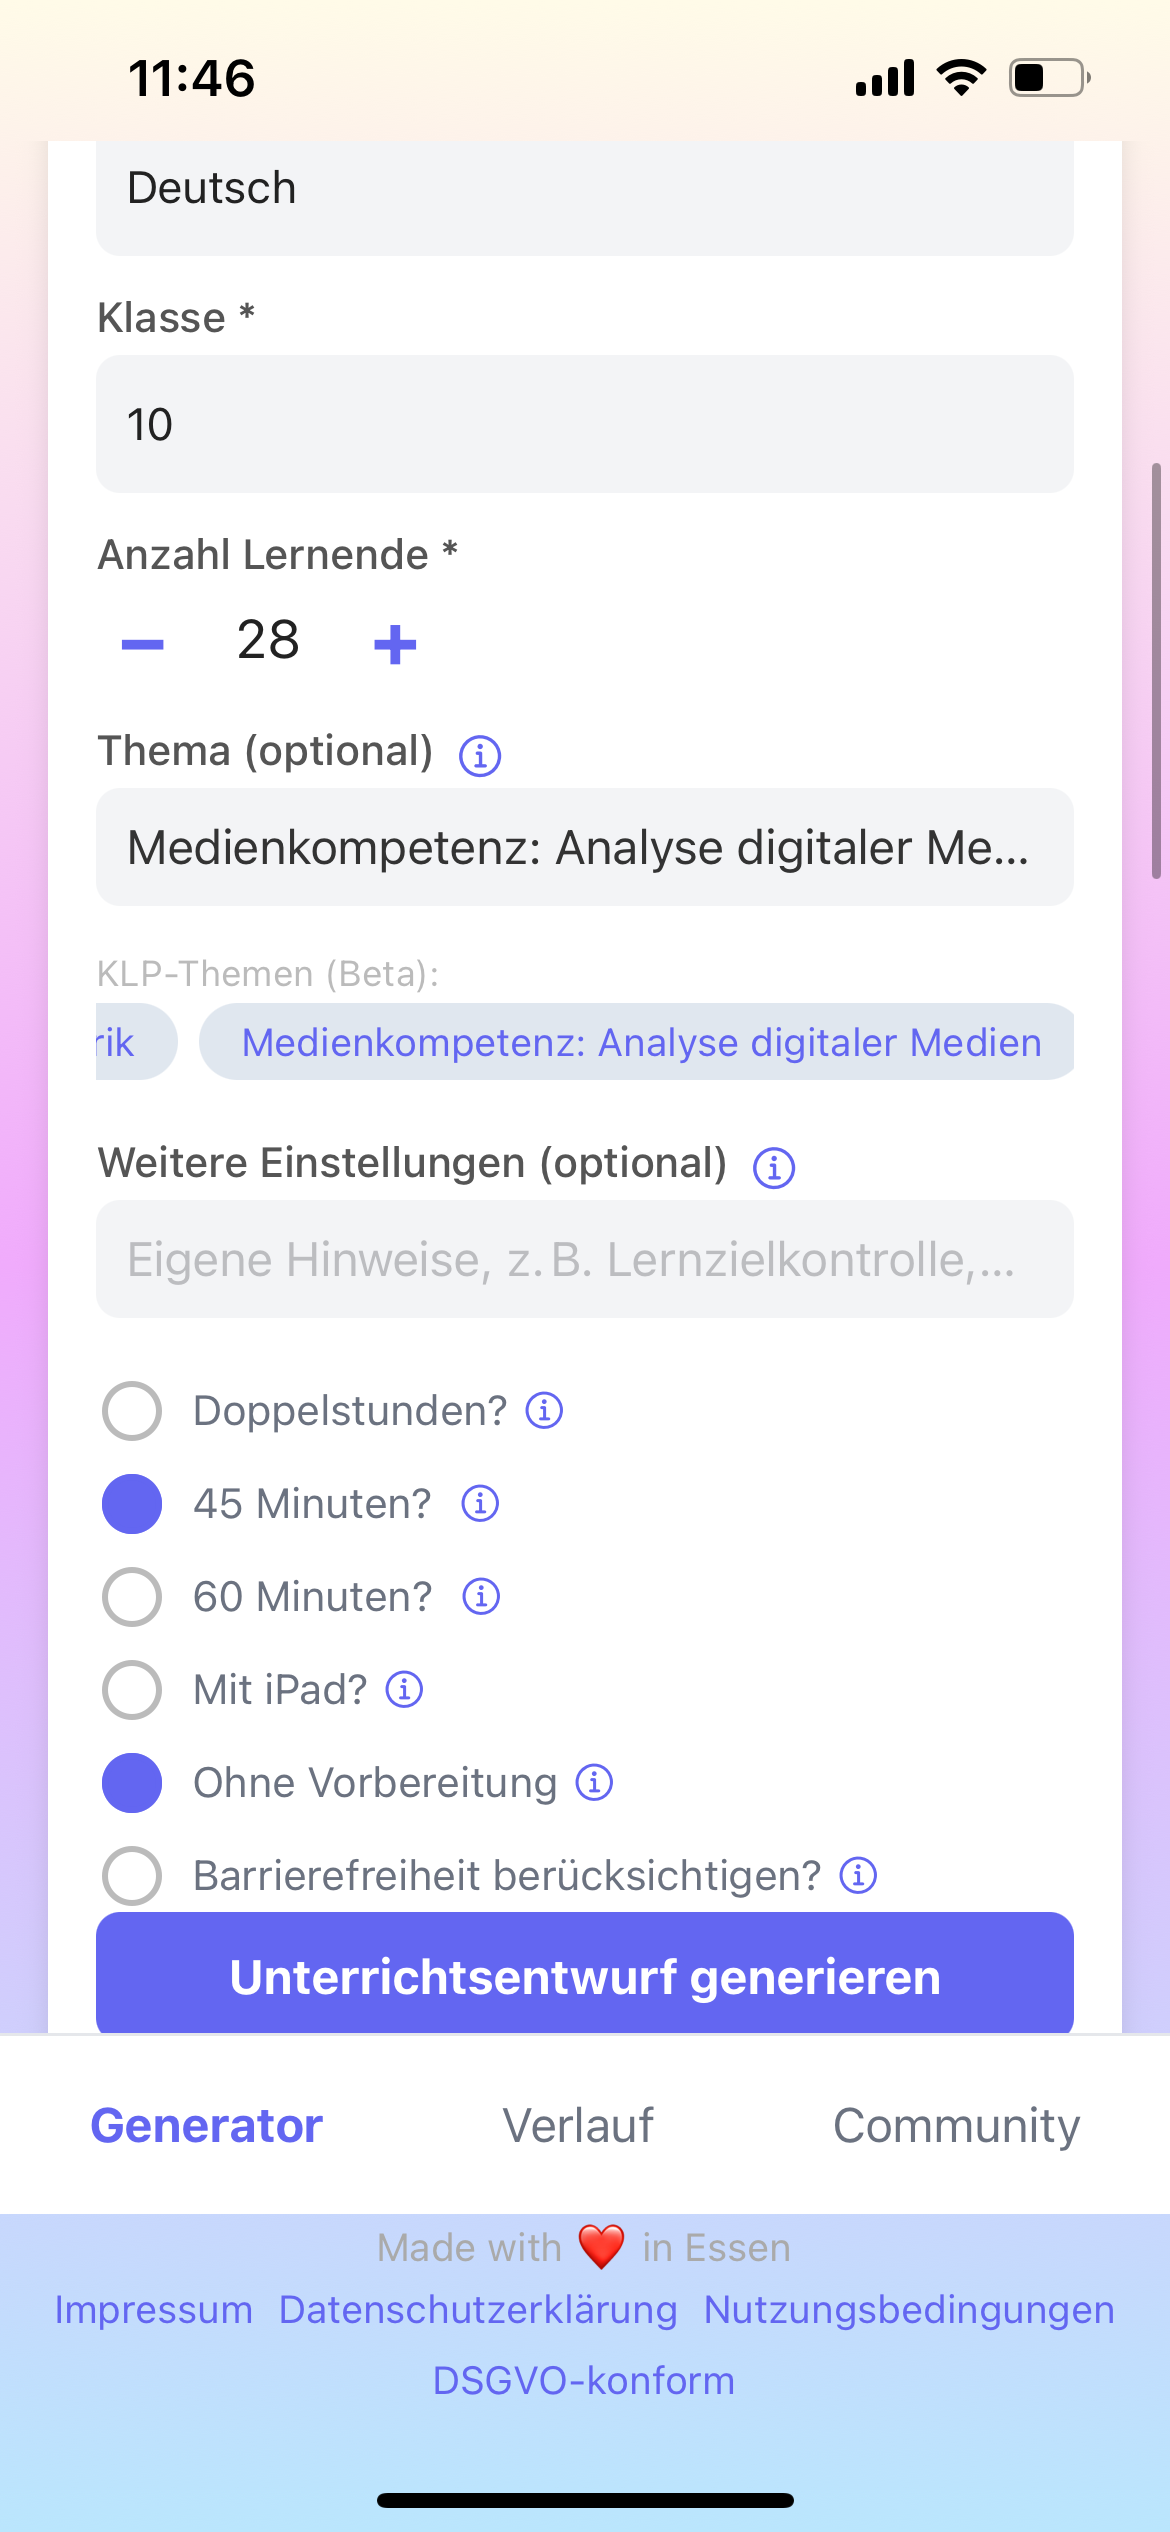 11:46
Deutsch
Klasse *
10
Anzahl Lernende *
− 28 +
Thema (optional)
Medienkompetenz: Analyse digitaler Me...
KLP-Themen (Beta):
rik Medienkompetenz: Analyse digitaler Medien
Weitere Einstellungen (optional)
Eigene Hinweise, z. B. Lernzielkontrolle,...
Doppelstunden?
45 Minuten?
60 Minuten?
Mit iPad?
Ohne Vorbereitung
Barrierefreiheit berücksichtigen?
Unterrichtsentwurf generieren
Generator Verlauf Community
Made with ❤️ in Essen
Impressum Datenschutzerklärung Nutzungsbedingungen
DSGVO-konform